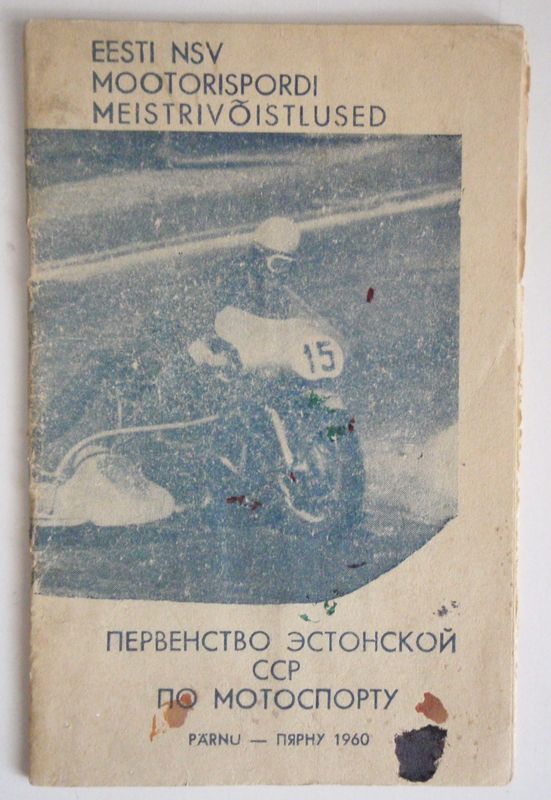 EESTI NSV
MOOTORISPORDI
MEISTRIVÕISTLUSED
15
ПЕРВЕНСТВО ЭСТОНСКОЙ
ССР
ПО МОТОСПОРТУ
PÄRNU — ПЯРНУ 1960